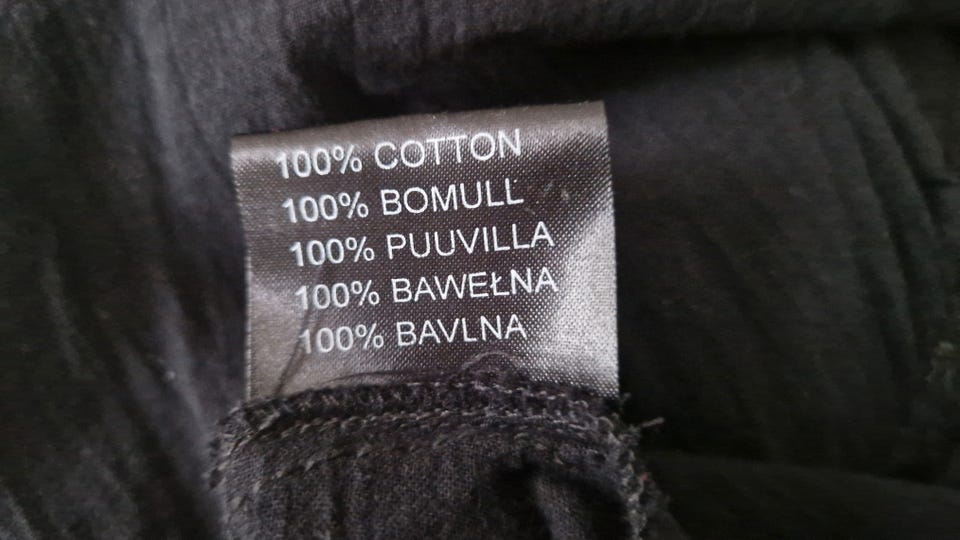 100% COTTON
100% BOMULL
100% PUUVILLA
100% BAWEŁNA
100% BAVLNA